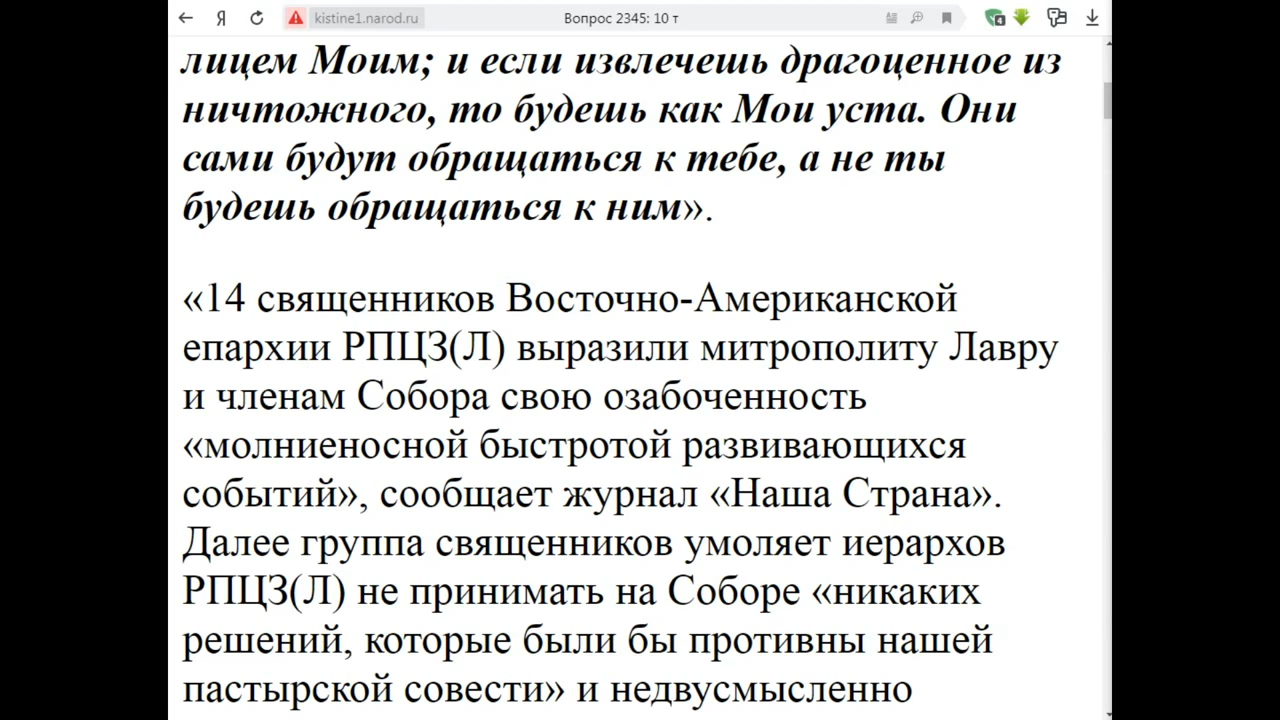 Я kistine1.narod.ru Вопрос 2345: 10 т 4
лицем Моим; и если извлечешь драгоценное из
ничтожного, то будешь как Мои уста. Они
сами будут обращаться к тебе, а не ты
будешь обращаться к ним».
«14 священников Восточно-Американской
епархии РПЦЗ(Л) выразили митрополиту Лавру
и членам Собора свою озабоченность
«молниеносной быстротой развивающихся
событий», сообщает журнал «Наша Страна».
Далее группа священников умоляет иерархов
РПЦЗ(Л) не принимать на Соборе «никаких
решений, которые были бы противны нашей
пастырской совести» и недвусмысленно